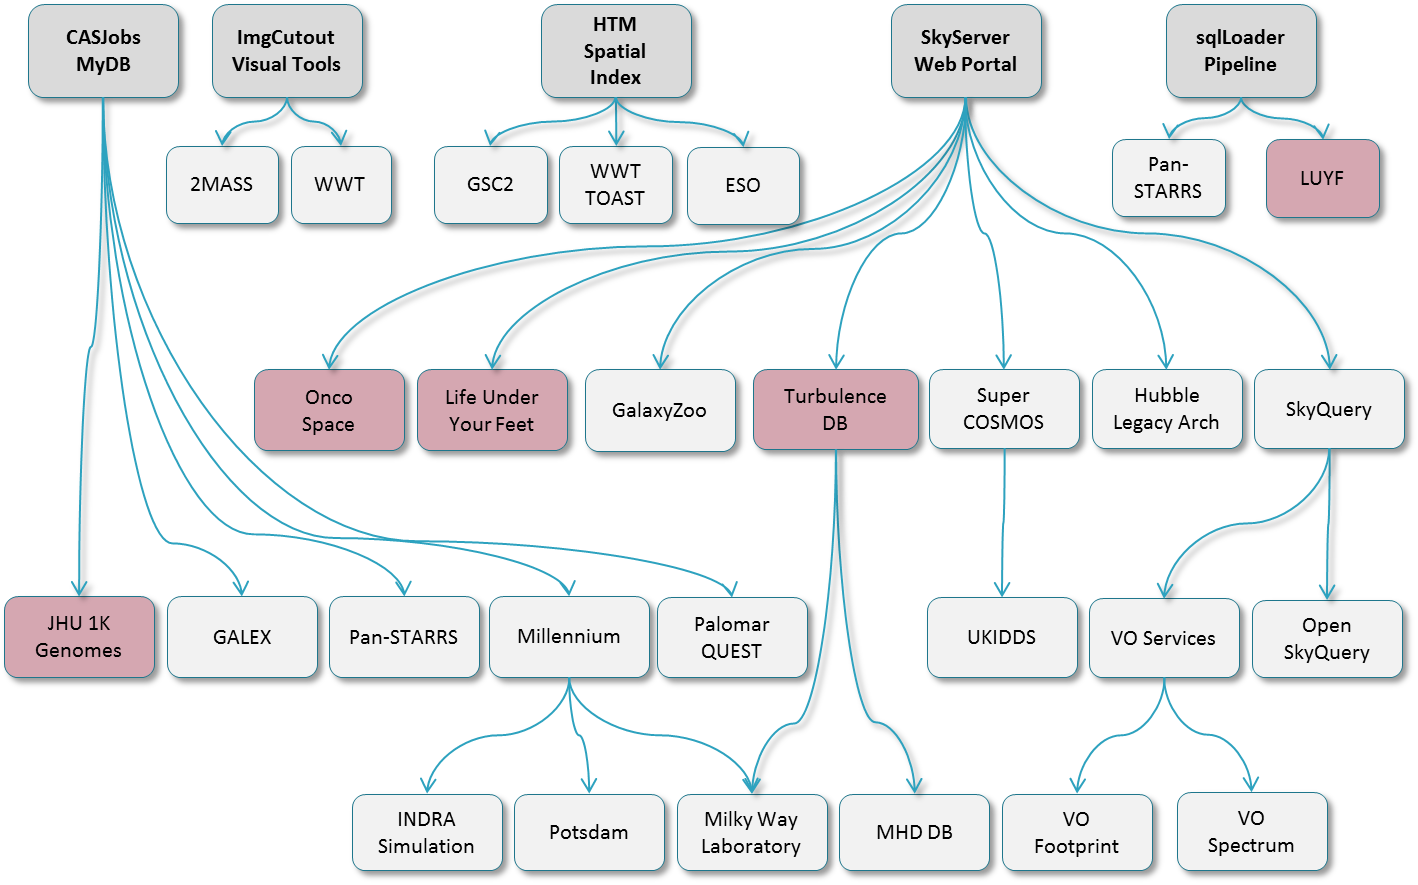 CASJobs
MyDB
ImgCutout
Visual Tools
HTM
Spatial
Index
SkyServer
Web Portal
sqlLoader
Pipeline
2MASS
WWT
GSC2
WWT
TOAST
ESO
Pan-
STARRS
LUYF
Onco
Space
Life Under
Your Feet
GalaxyZoo
Turbulence
DB
Super
COSMOS
Hubble
Legacy Arch
SkyQuery
JHU 1K
Genomes
GALEX
Pan-STARRS
Millennium
Palomar
QUEST
UKIDDS
VO Services
Open
SkyQuery
INDRA
Simulation
Potsdam
Milky Way
Laboratory
MHD DB
VO
Footprint
VO
Spectrum